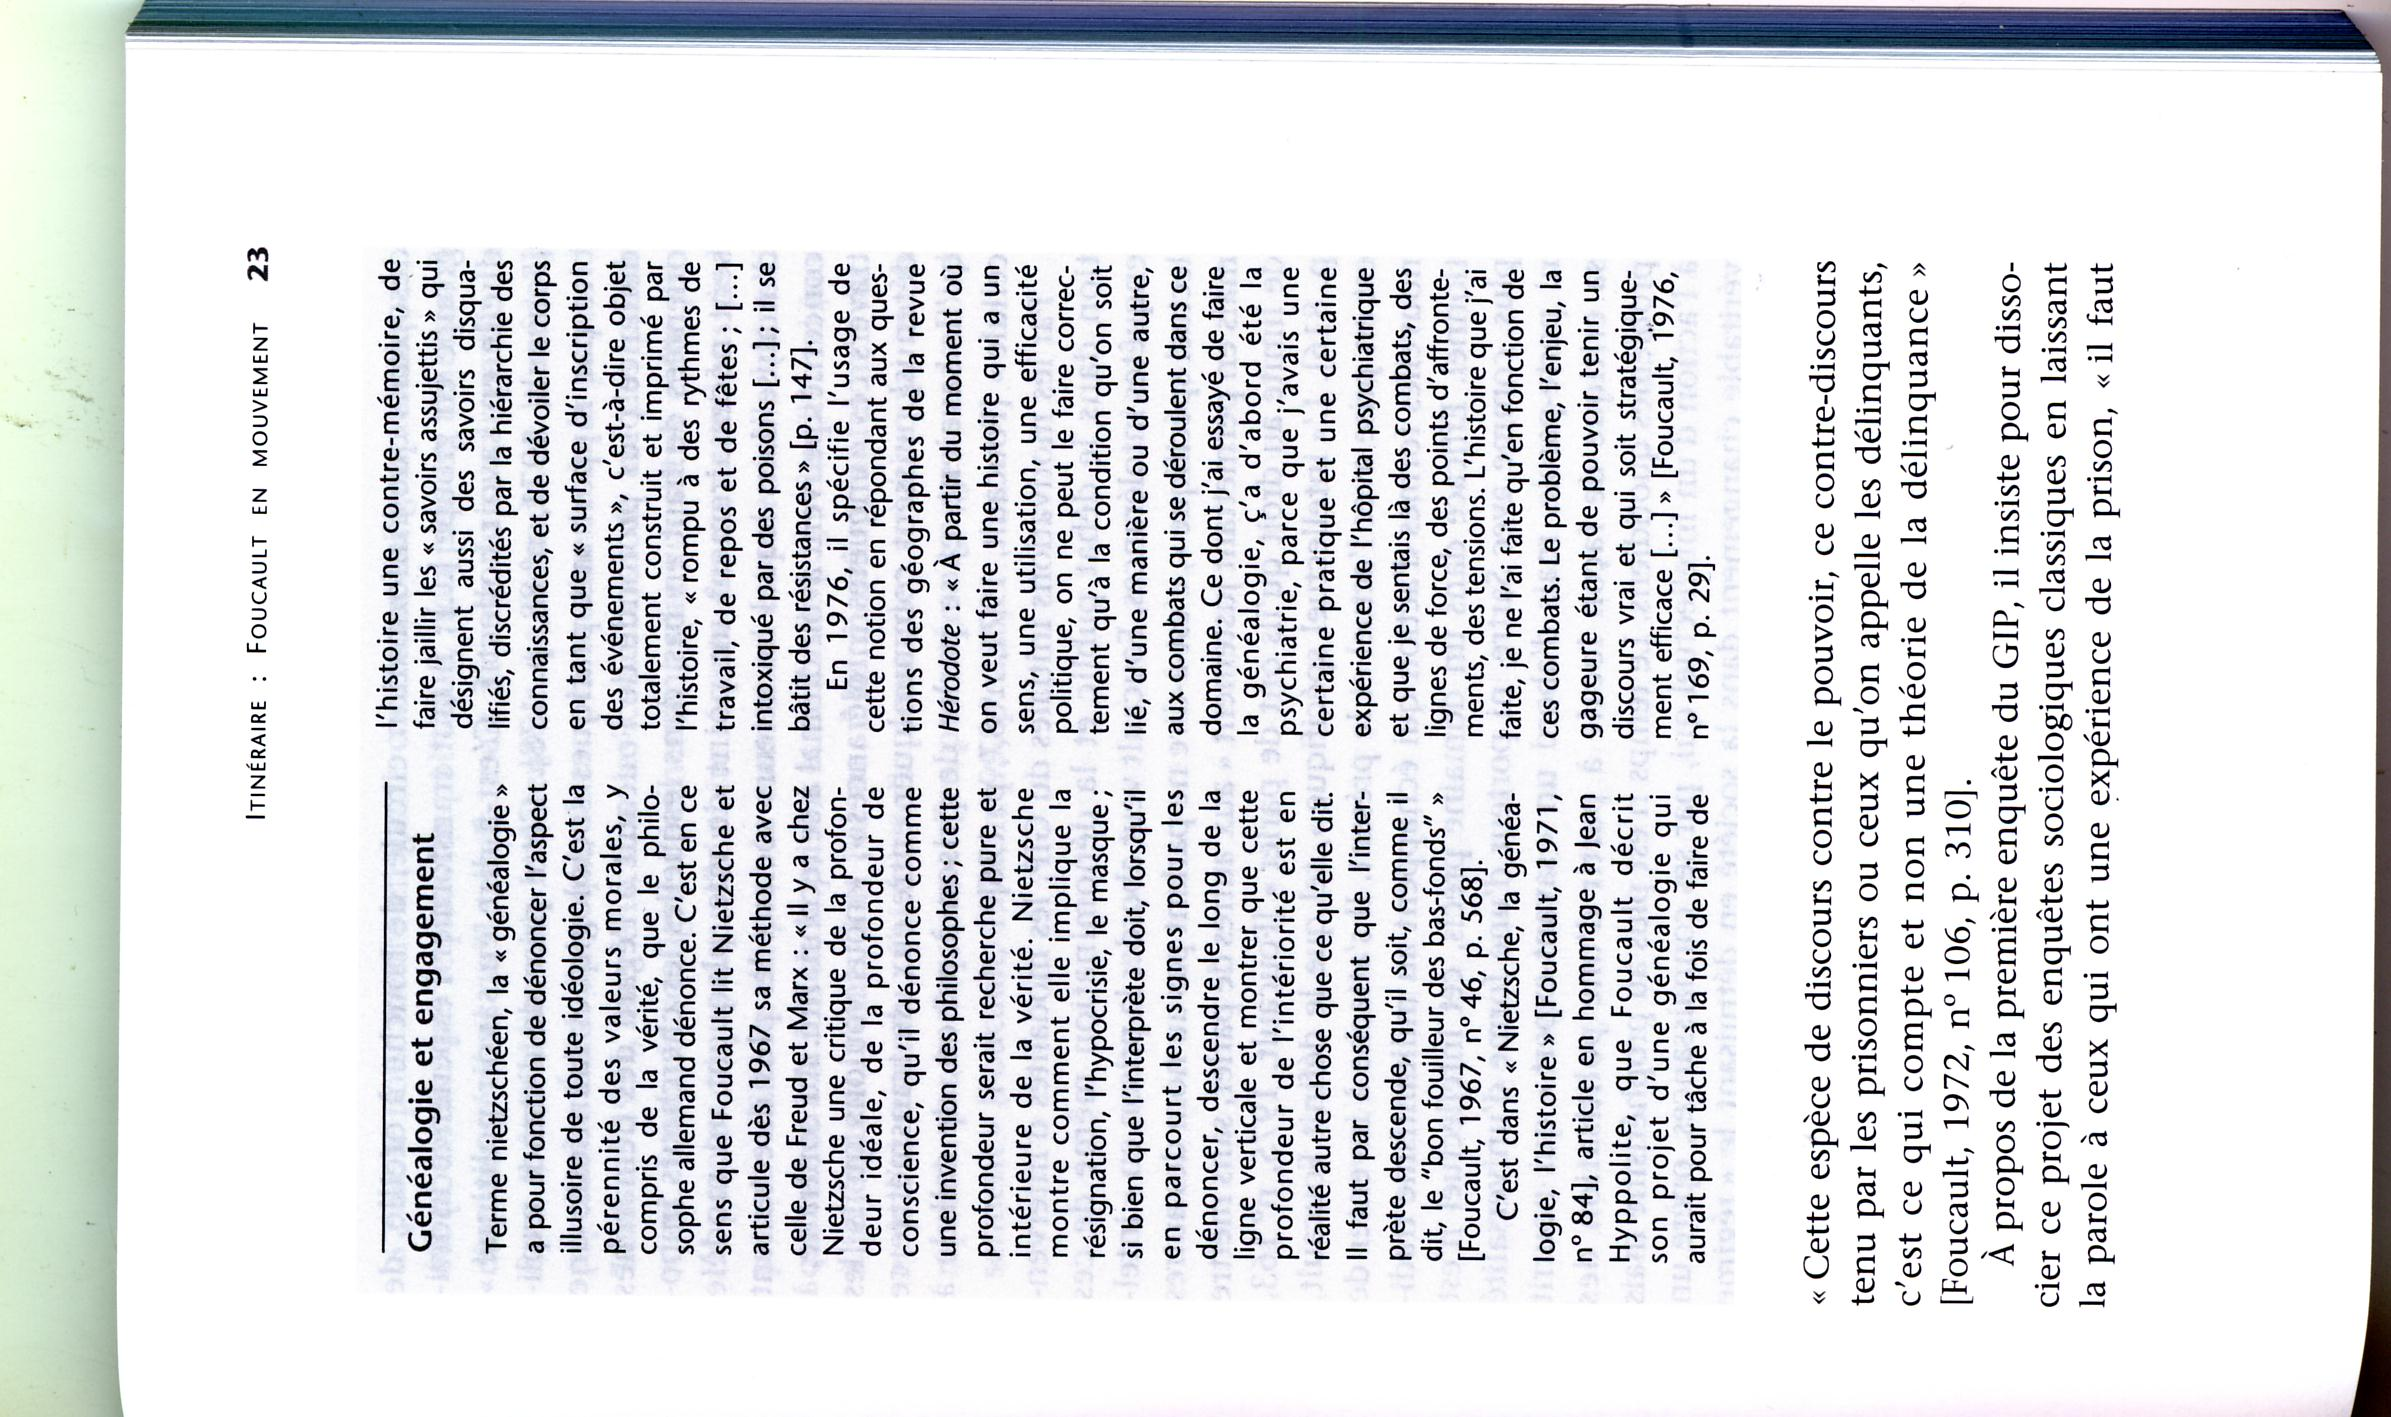 ITINÉRAIRE : FOUCAULT EN MOUVEMENT 23
Généalogie et engagement
Terme nietzschéen, la « généalogie »
a pour fonction de dénoncer l'aspect
illusoire de toute idéologie. C'est la
pérennité des valeurs morales, y
compris de la vérité, que le philo-
sophe allemand dénonce. C'est en ce
sens que Foucault lit Nietzsche et
articule dès 1967 sa méthode avec
celle de Freud et Marx : « Il y a chez
Nietzsche une critique de la profon-
deur idéale, de la profondeur de
conscience, qu'il dénonce comme
une invention des philosophes ; cette
profondeur serait recherche pure et
intérieure de la vérité. Nietzsche
montre comment elle implique la
résignation, l'hypocrisie, le masque ;
si bien que l'interprète doit, lorsqu'il
en parcourt les signes pour les
dénoncer, descendre le long de la
ligne verticale et montrer que cette
profondeur de l'intériorité est en
réalité autre chose que ce qu'elle dit.
Il faut par conséquent que l'inter-
prète descende, qu'il soit, comme il
dit, le "bon fouilleur des bas-fonds" »
[Foucault, 1967, nº 46, p. 568].
C'est dans « Nietzsche, la généa-
logie, l'histoire » [Foucault, 1971,
nº 84], article en hommage à Jean
Hyppolite, que Foucault décrit
son projet d'une généalogie qui
aurait pour tâche à la fois de faire de
l'histoire une contre-mémoire, de
faire jaillir les « savoirs assujettis » qui
désignent aussi des savoirs disqua-
lifiés, discrédités par la hiérarchie des
connaissances, et de dévoiler le corps
en tant que « surface d'inscription
des événements », c'est-à-dire objet
totalement construit et imprimé par
l'histoire, « rompu à des rythmes de
travail, de repos et de fêtes ; [...]
intoxiqué par des poisons [...] ; il se
bâtit des résistances » [p. 147].
En 1976, il spécifie l'usage de
cette notion en répondant aux ques-
tions des géographes de la revue
Hérodote : « À partir du moment où
on veut faire une histoire qui a un
sens, une utilisation, une efficacité
politique, on ne peut le faire correc-
tement qu'à la condition qu'on soit
lié, d'une manière ou d'une autre,
aux combats qui se déroulent dans ce
domaine. Ce dont j'ai essayé de faire
la généalogie, ç'a d'abord été la
psychiatrie, parce que j'avais une
certaine pratique et une certaine
expérience de l'hôpital psychiatrique
et que je sentais là des combats, des
lignes de force, des points d'affronte-
ments, des tensions. L'histoire que j'ai
faite, je ne l'ai faite qu'en fonction de
ces combats. Le problème, l'enjeu, la
gageure étant de pouvoir tenir un
discours vrai et qui soit stratégique-
ment efficace [...] » [Foucault, 1976,
nº 169, p. 29].
« Cette espèce de discours contre le pouvoir, ce contre-discours
tenu par les prisonniers ou ceux qu'on appelle les délinquants,
c'est ce qui compte et non une théorie de la délinquance »
[Foucault, 1972, nº 106, p. 310].
À propos de la première enquête du GIP, il insiste pour disso-
cier ce projet des enquêtes sociologiques classiques en laissant
la parole à ceux qui ont une expérience de la prison, « il faut